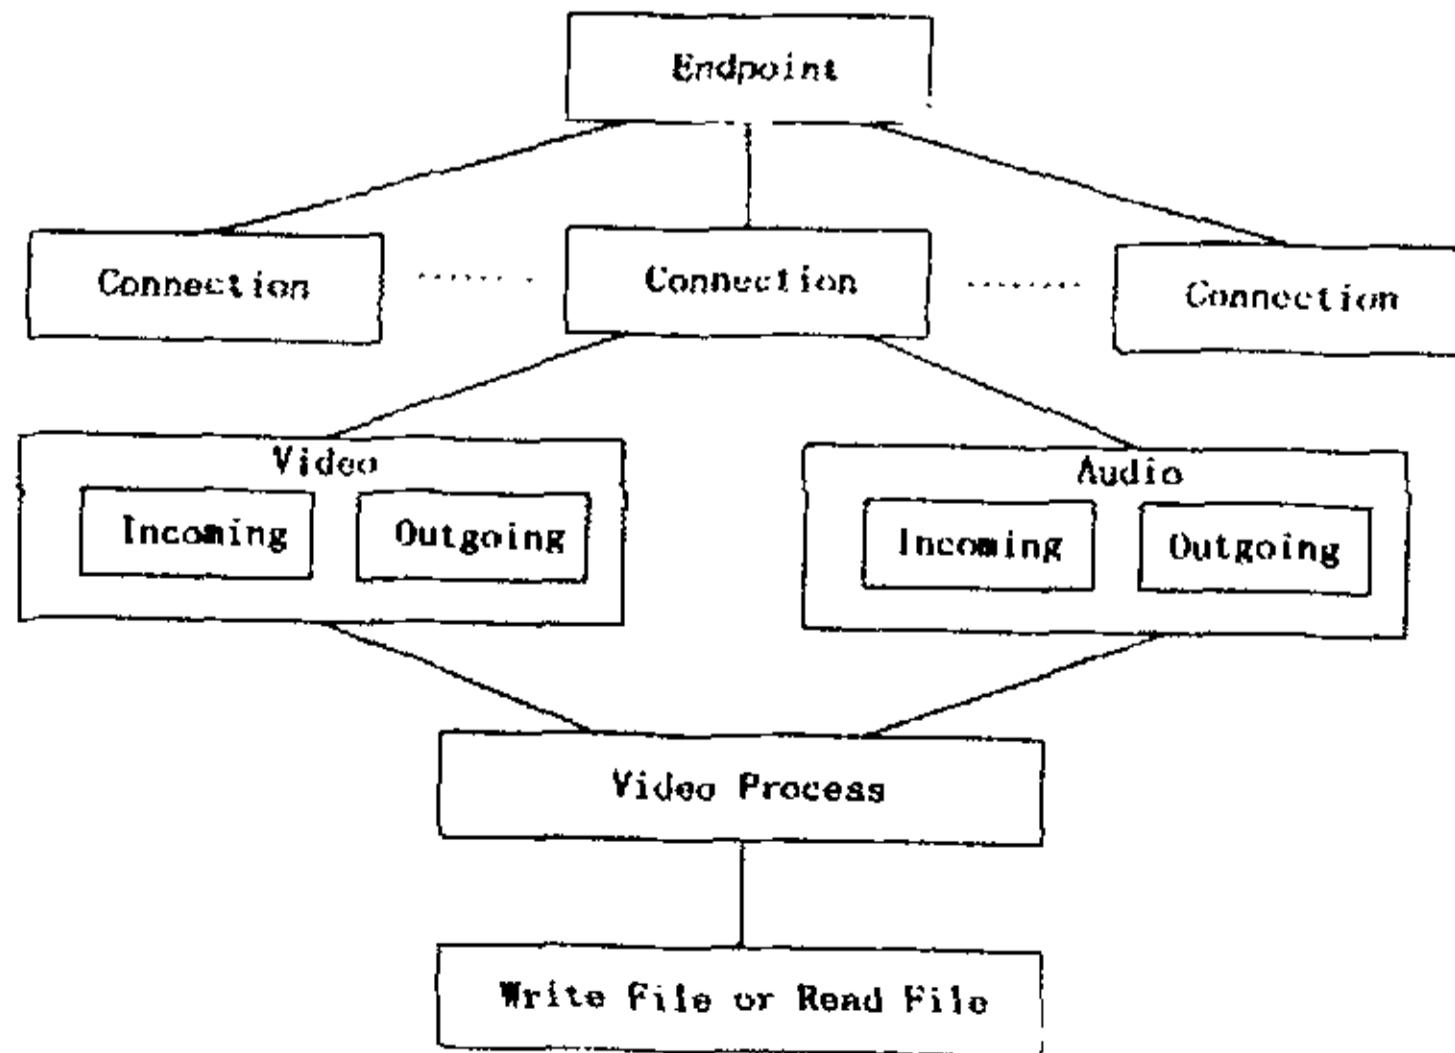 Endpoint
Connection
Connection
Connection
Video
Incoming
Outgoing
Audio
Incoming
Outgoing
Video Process
Write File or Read File